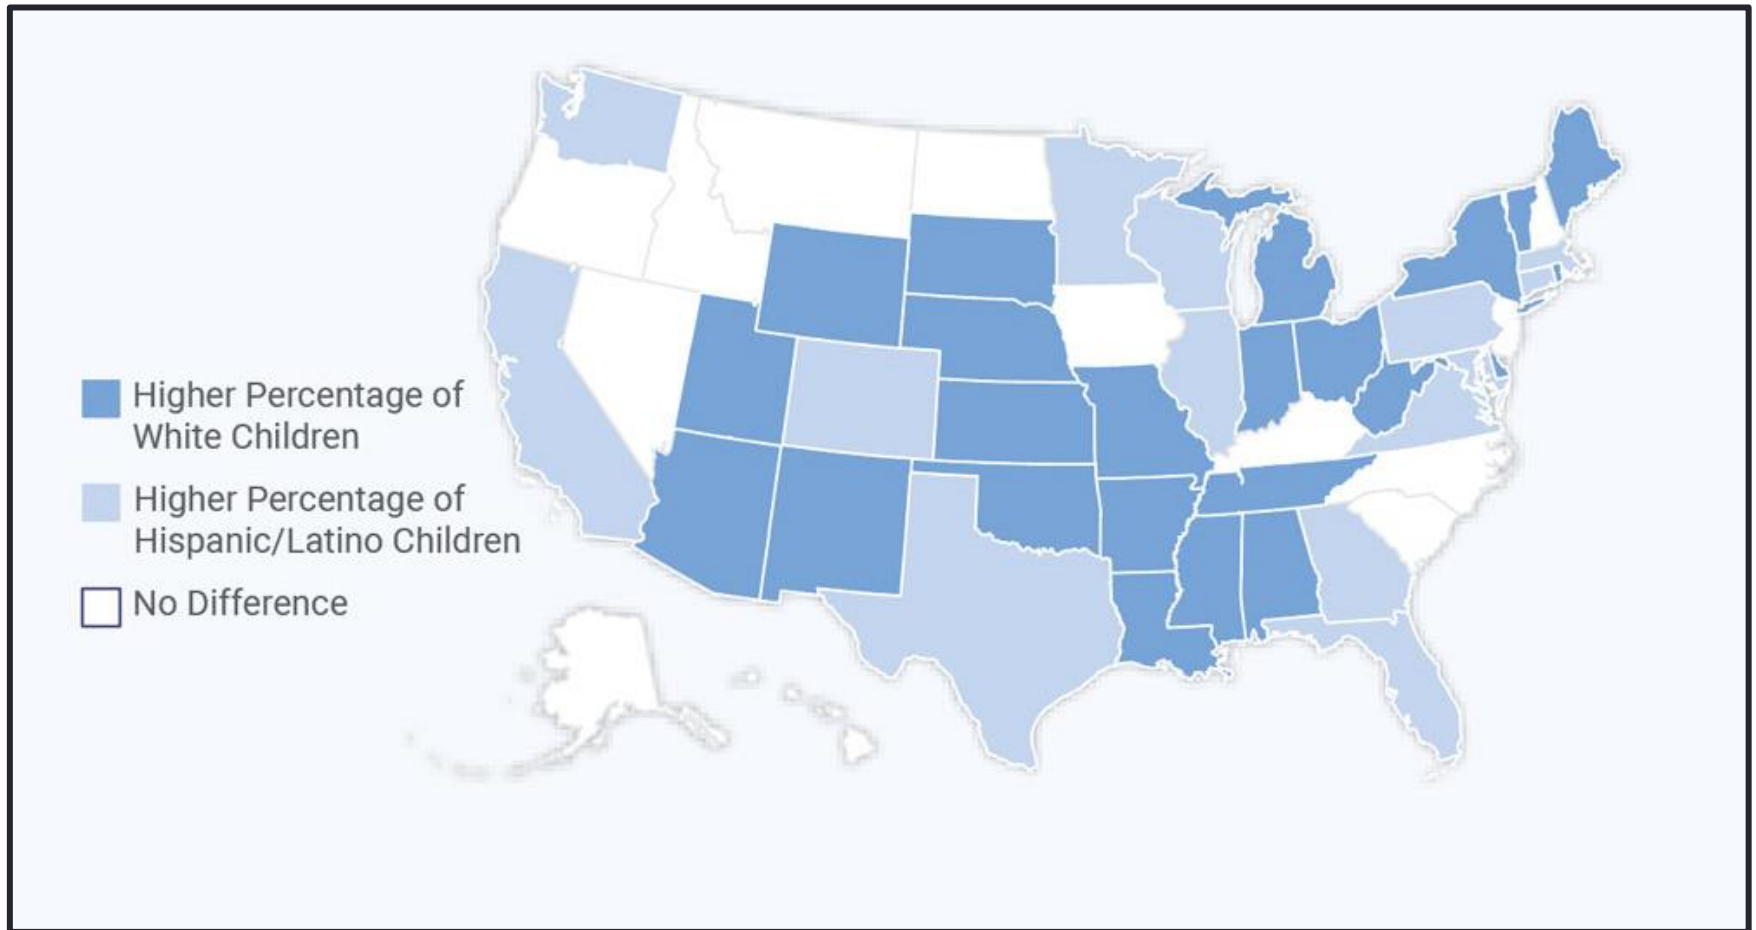 Higher Percentage of
White Children
Higher Percentage of
Hispanic/Latino Children
No Difference